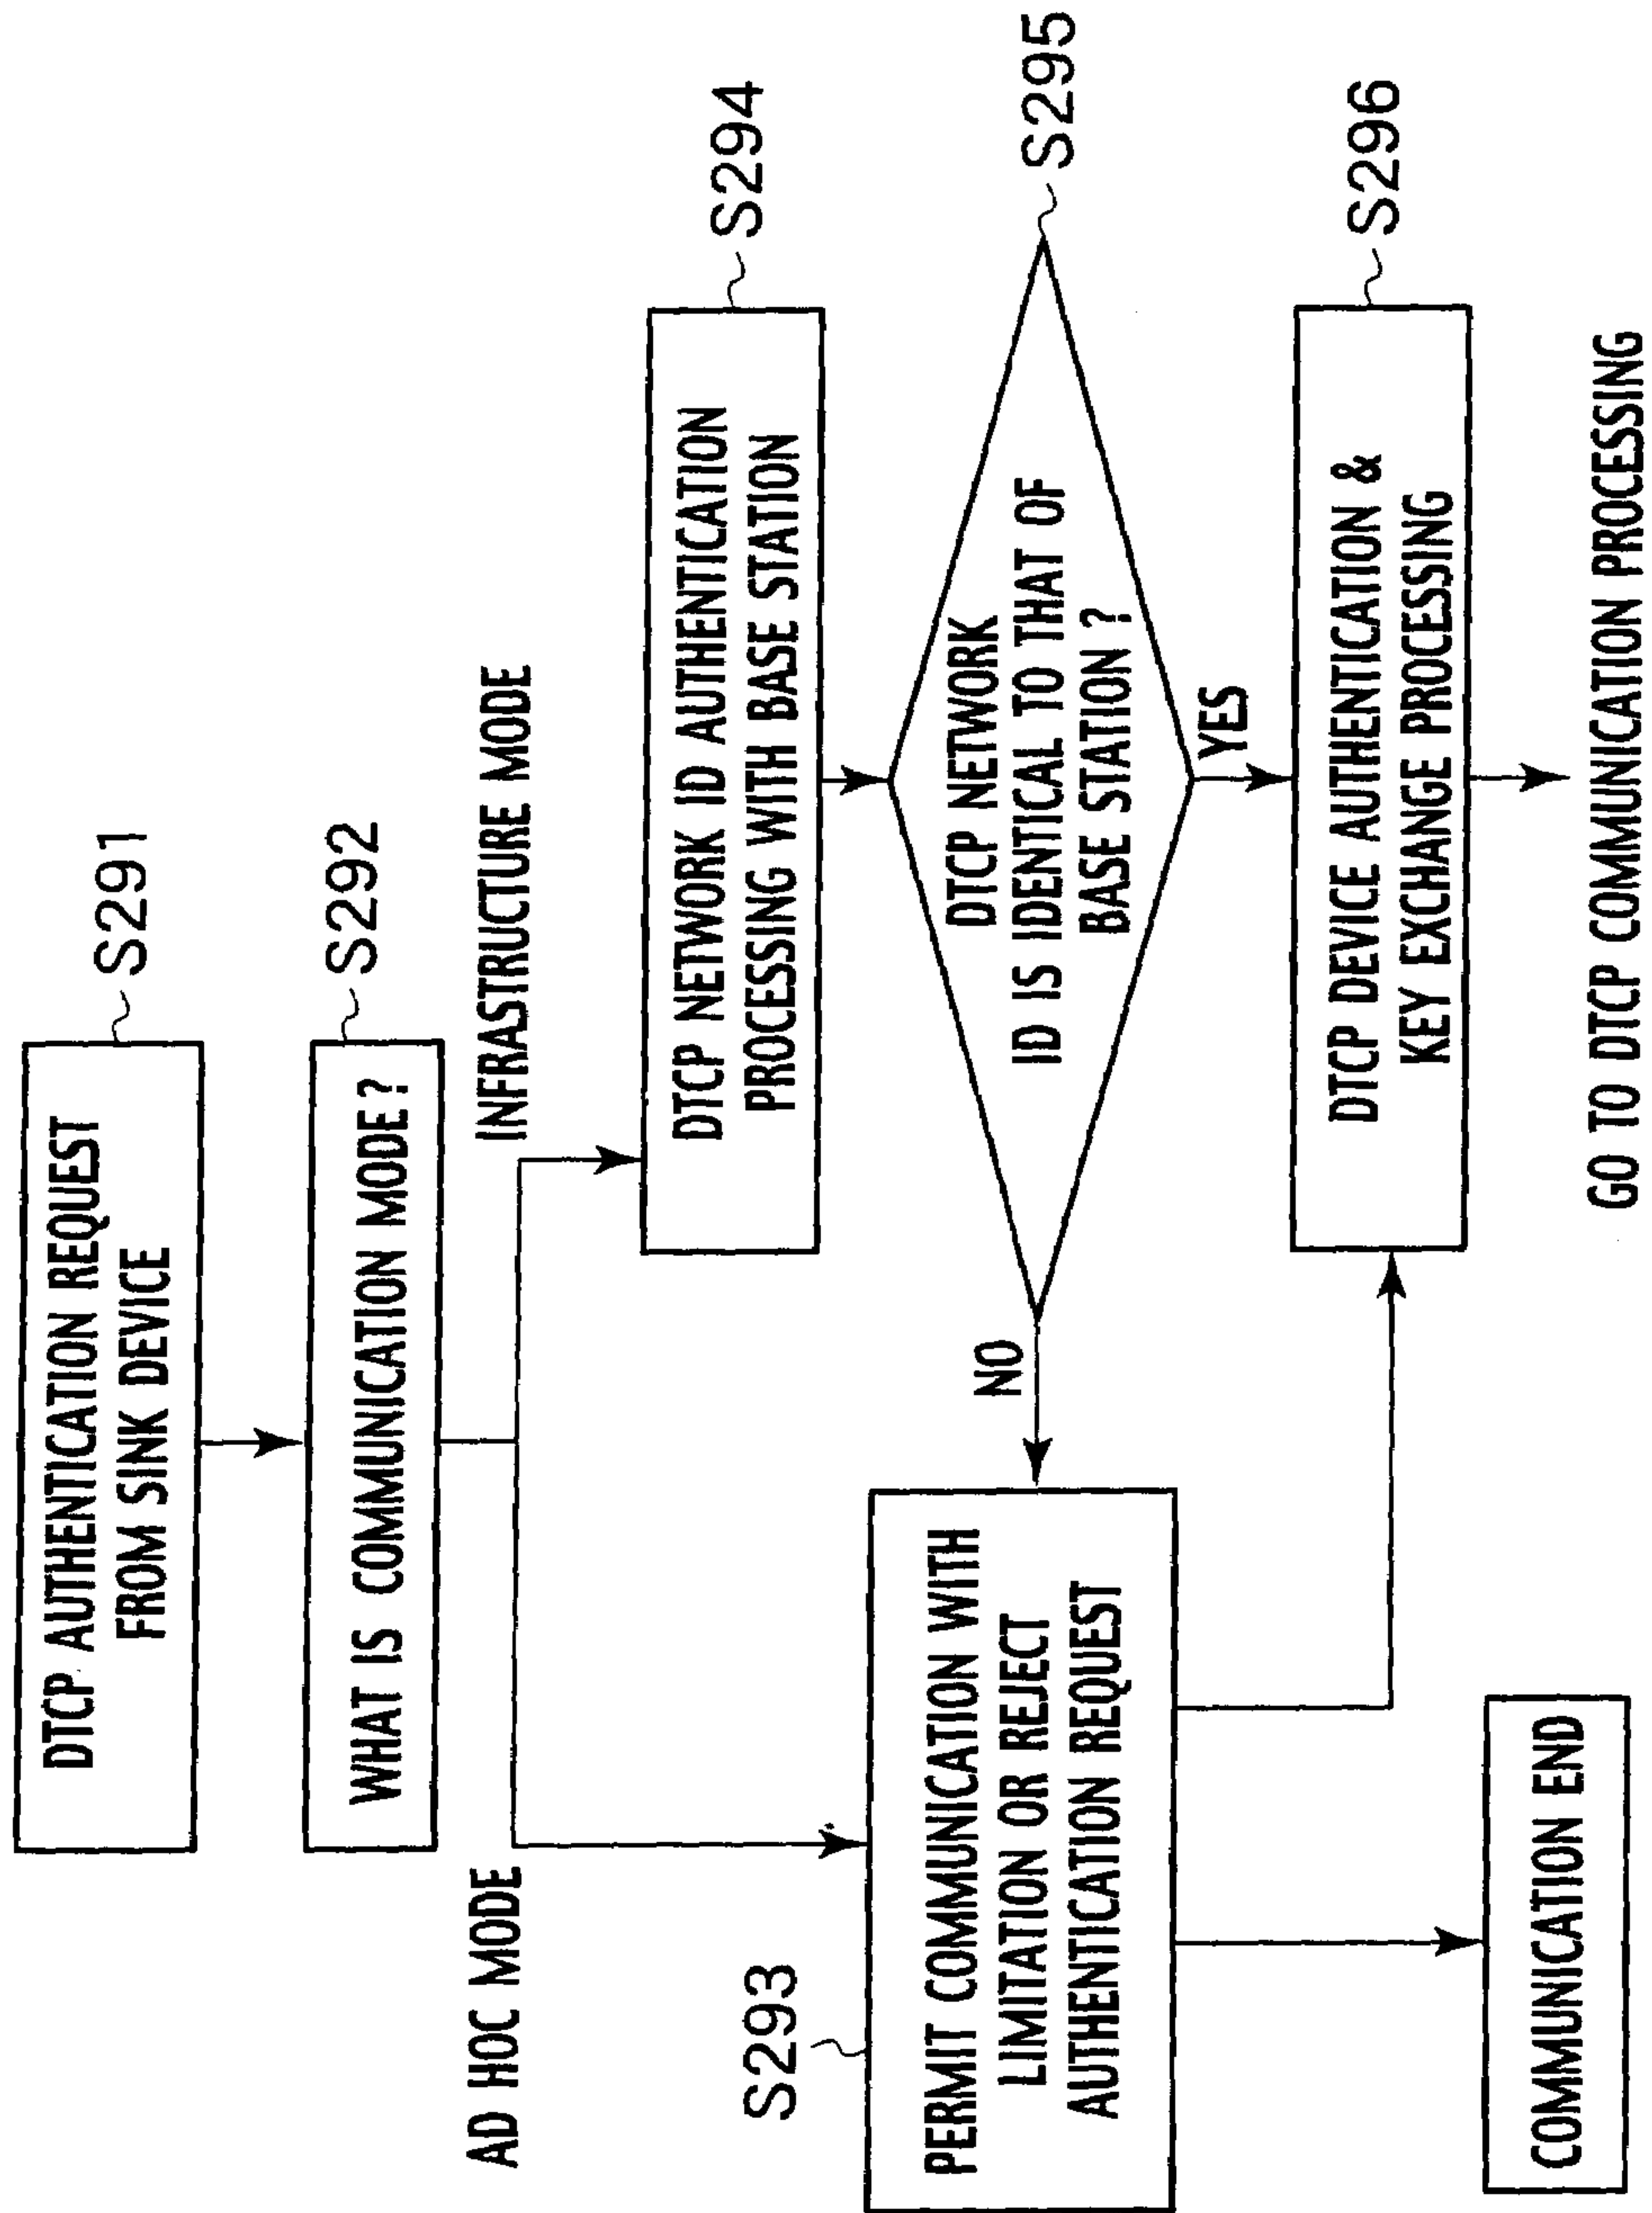 DTCP AUTHENTICATION REQUEST
FROM SINK DEVICE
S291
WHAT IS COMMUNICATION MODE?
S292
AD HOC MODE
INFRASTRUCTURE MODE
S293
PERMIT COMMUNICATION WITH
LIMITATION OR REJECT
AUTHENTICATION REQUEST
DTCP NETWORK ID AUTHENTICATION
PROCESSING WITH BASE STATION
S294
DTCP NETWORK
ID IS IDENTICAL TO THAT OF
BASE STATION ?
S295
NO
YES
DTCP DEVICE AUTHENTICATION &
KEY EXCHANGE PROCESSING
S296
COMMUNICATION END
GO TO DTCP COMMUNICATION PROCESSING